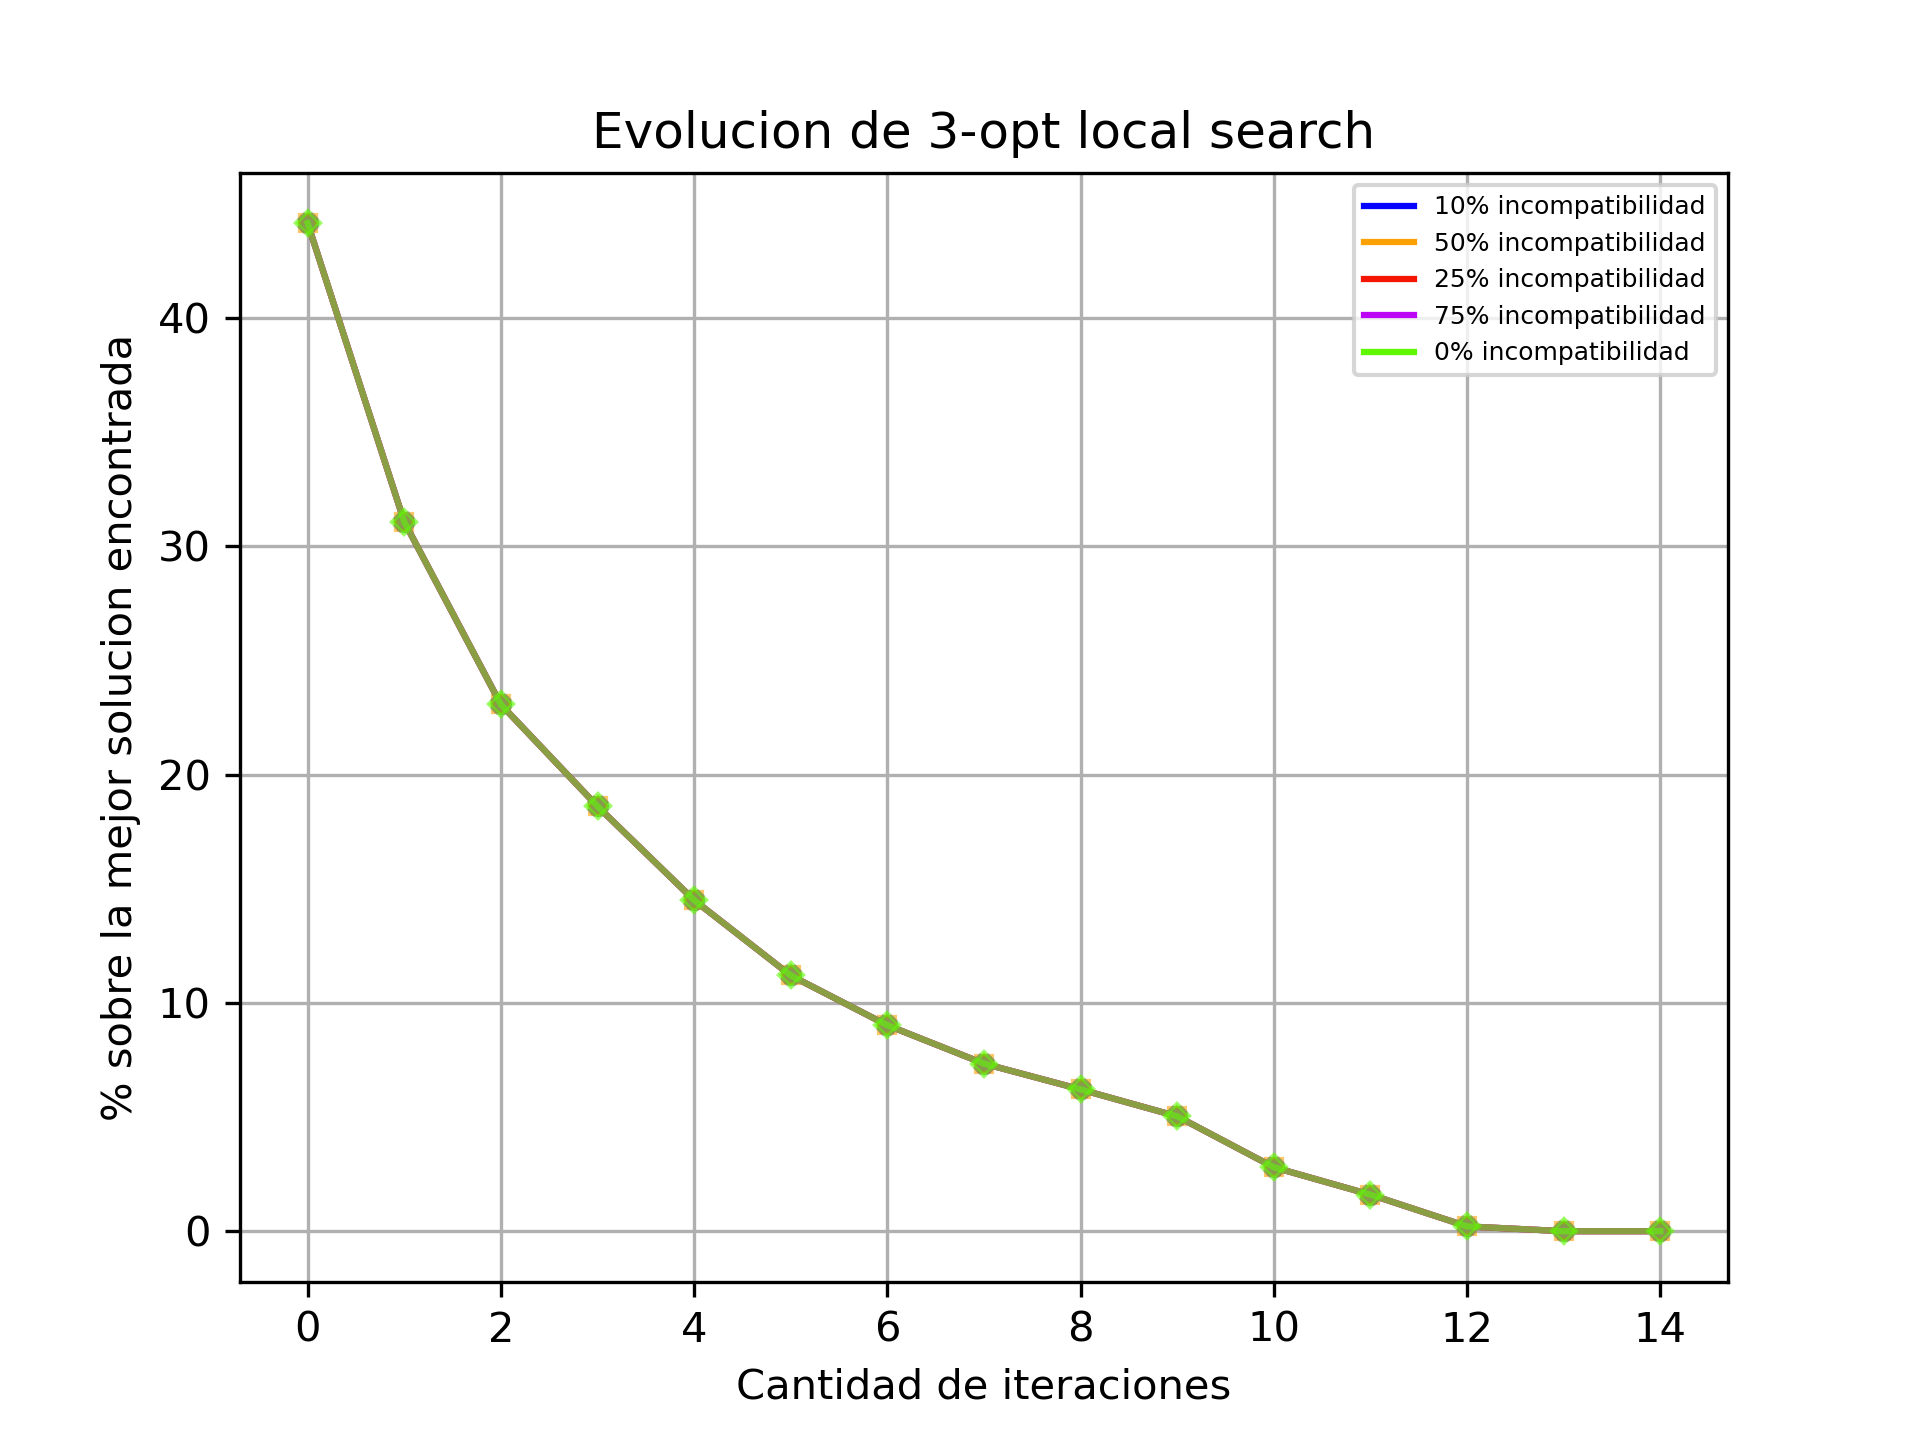 Evolucion de 3-opt local search
10% incompatibilidad
50% incompatibilidad
25% incompatibilidad
75% incompatibilidad
0% incompatibilidad
% sobre la mejor solucion encontrada
40
30
20
10
0
0 2 4 6 8 10 12 14
Cantidad de iteraciones